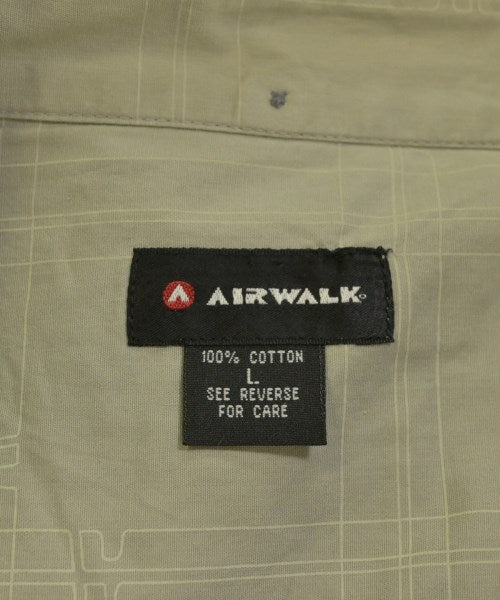 AIRWALK
100% COTTON
L
SEE REVERSE
FOR CARE